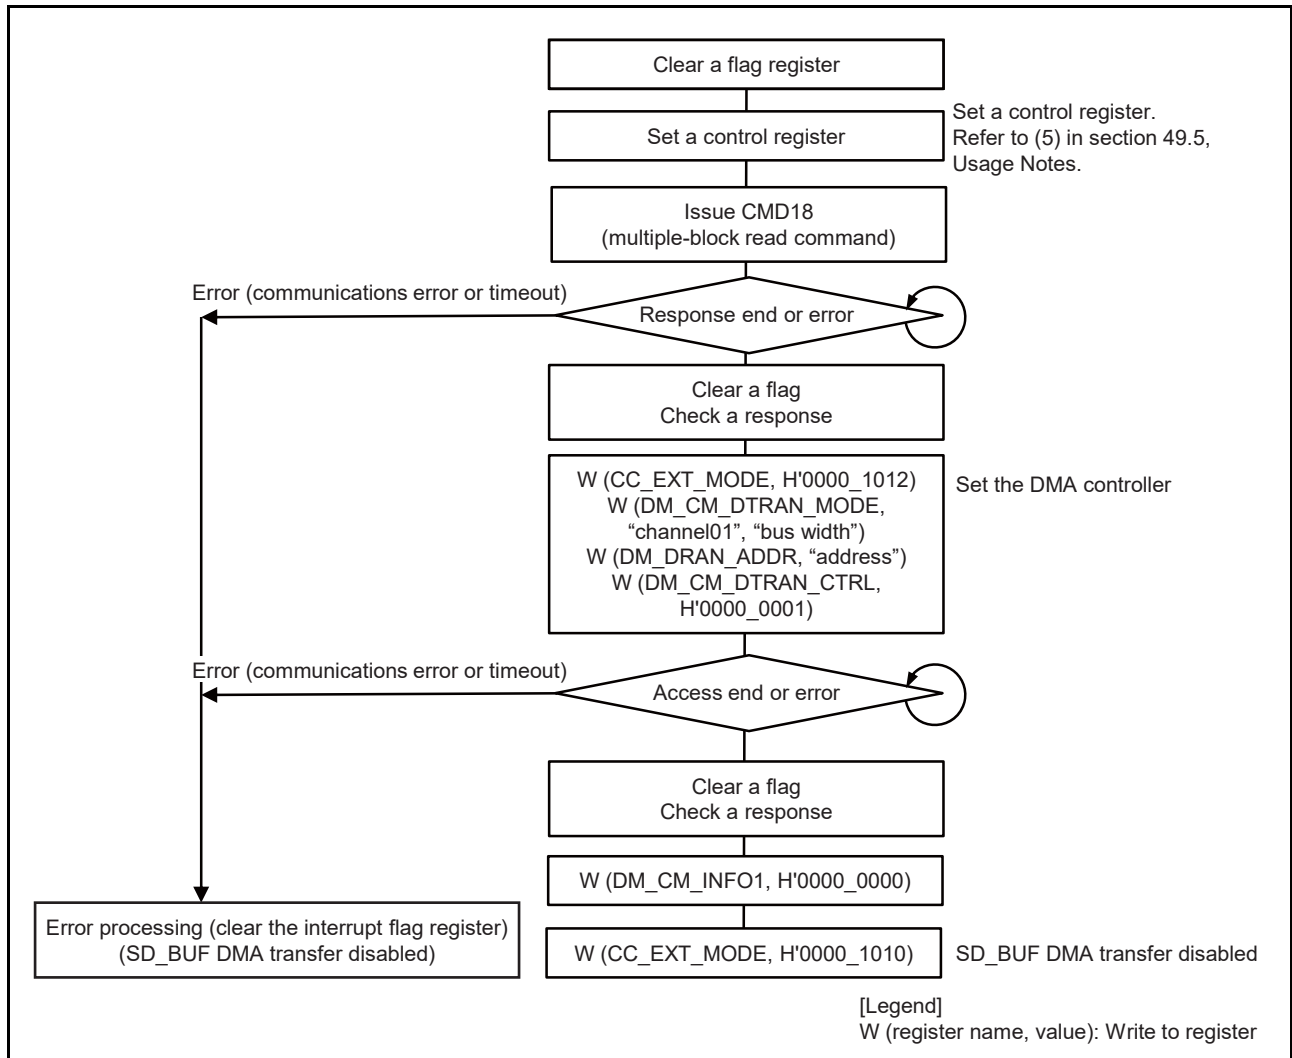 Clear a flag register
Set a control register
Set a control register.
Refer to (5) in section 49.5,
Usage Notes.
Issue CMD18
(multiple-block read command)
Error (communications error or timeout)
Response end or error
Clear a flag
Check a response
W (CC_EXT_MODE, H'0000_1012)
W (DM_CM_DTRAN_MODE,
“channel01”, “bus width”)
W (DM_DRAN_ADDR, “address”)
W (DM_CM_DTRAN_CTRL,
H'0000_0001)
Set the DMA controller
Error (communications error or timeout)
Access end or error
Clear a flag
Check a response
W (DM_CM_INFO1, H'0000_0000)
Error processing (clear the interrupt flag register)
(SD_BUF DMA transfer disabled)
W (CC_EXT_MODE, H'0000_1010)
SD_BUF DMA transfer disabled
[Legend]
W (register name, value): Write to register